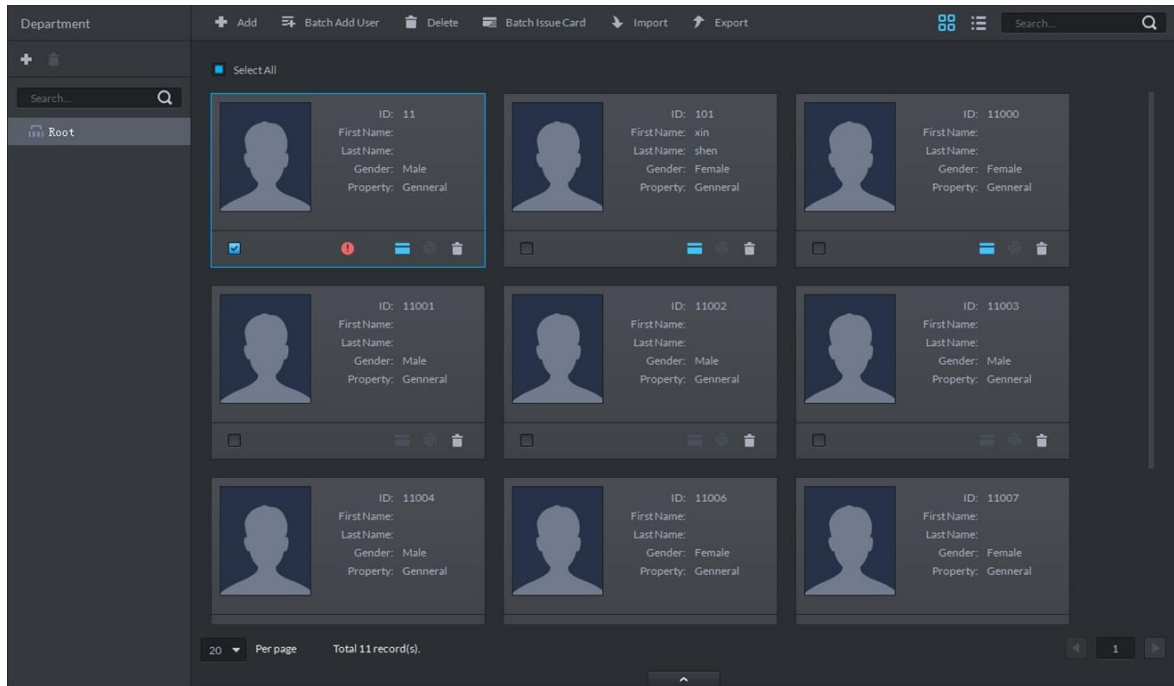 Department
Add Batch Add User Delete Batch Issue Card Import Export Search...
Select All
Search...
Root
ID: 11
First Name:
Last Name:
Gender: Male
Property: Genneral
ID: 101
First Name: xin
Last Name: shen
Gender: Female
Property: Genneral
ID: 11000
First Name:
Last Name:
Gender: Female
Property: Genneral
ID: 11001
First Name:
Last Name:
Gender: Male
Property: Genneral
ID: 11002
First Name:
Last Name:
Gender: Male
Property: Genneral
ID: 11003
First Name:
Last Name:
Gender: Male
Property: Genneral
ID: 11004
First Name:
Last Name:
Gender: Male
Property: Genneral
ID: 11006
First Name:
Last Name:
Gender: Female
Property: Genneral
ID: 11007
First Name:
Last Name:
Gender: Female
Property: Genneral
20 Per page Total 11 record(s). 1